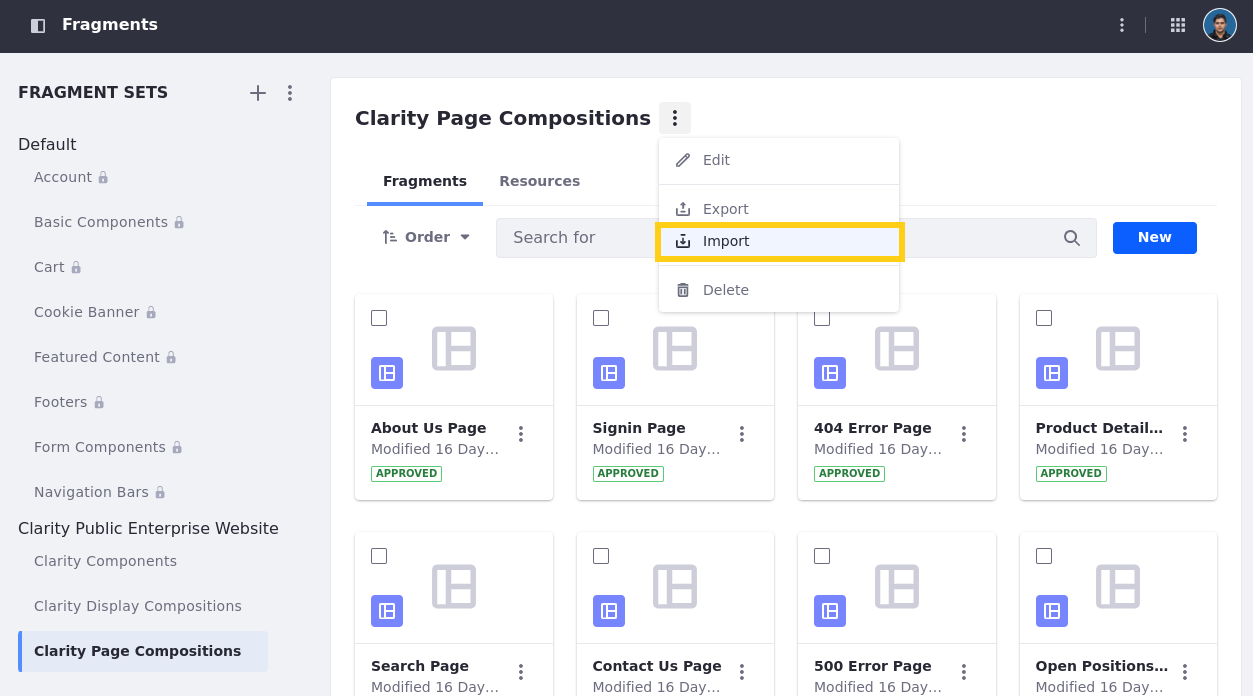 Fragments
FRAGMENT SETS
Default
Account
Basic Components
Cart
Cookie Banner
Featured Content
Footers
Form Components
Navigation Bars
Clarity Public Enterprise Website
Clarity Components
Clarity Display Compositions
Clarity Page Compositions
Clarity Page Compositions
Edit
Export
Import
Delete
Fragments Resources
Order
Search for
New
About Us Page
Modified 16 Day...
APPROVED
Signin Page
Modified 16 Day...
APPROVED
404 Error Page
Modified 16 Day...
APPROVED
Product Detail...
Modified 16 Day...
APPROVED
Search Page
Modified 16 Day...
Contact Us Page
Modified 16 Day...
500 Error Page
Modified 16 Day...
Open Positions...
Modified 16 Day...